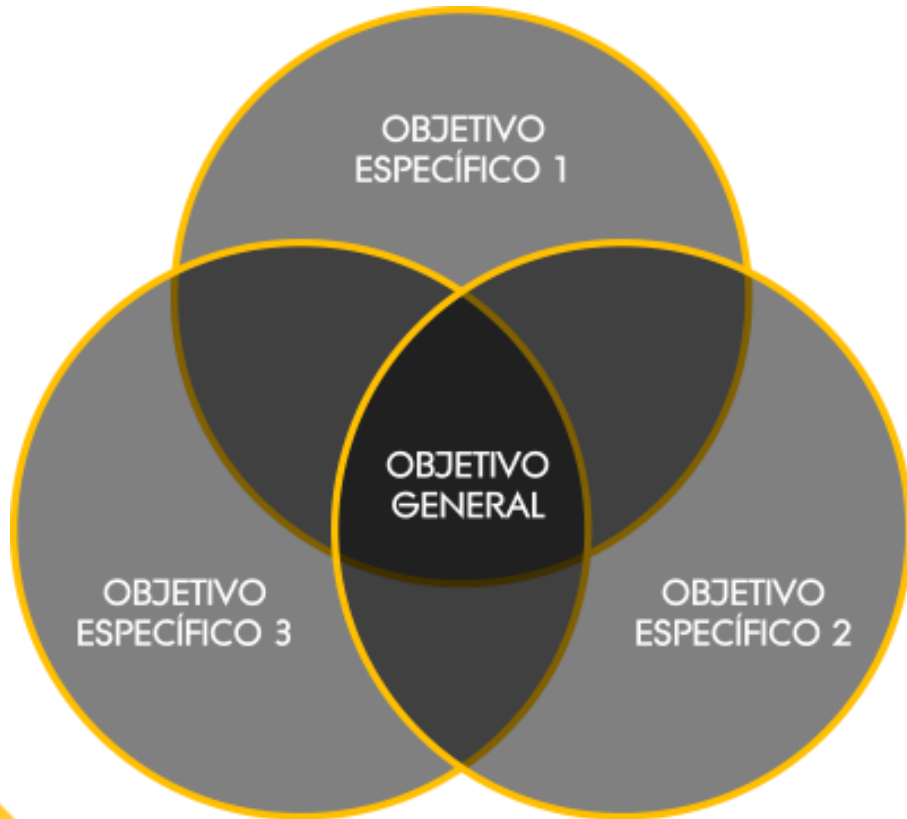 OBJETIVO
ESPECÍFICO 1
OBJETIVO
GENERAL
OBJETIVO
ESPECÍFICO 3
OBJETIVO
ESPECÍFICO 2